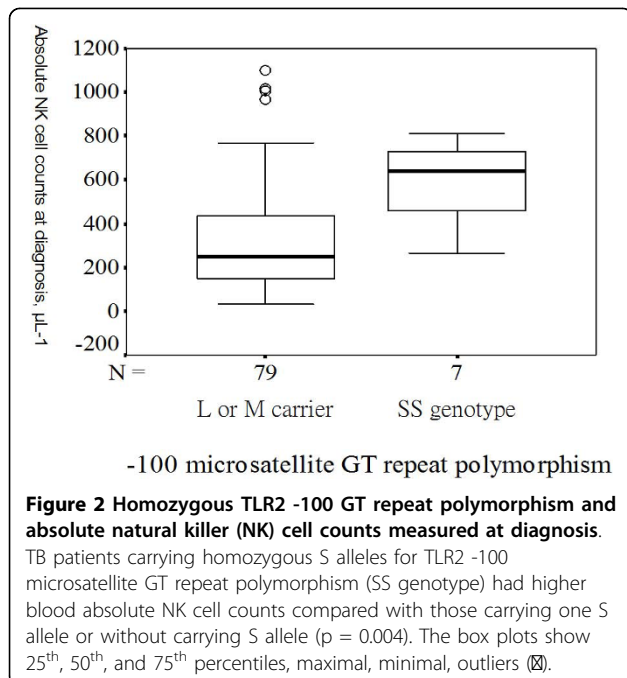 Absolute NK cell counts at diagnosis, µL-1
1200
1000
800
600
400
200
0
-200
N = 79 7
L or M carrier SS genotype
-100 microsatellite GT repeat polymorphism
Figure 2 Homozygous TLR2 -100 GT repeat polymorphism and
absolute natural killer (NK) cell counts measured at diagnosis.
TB patients carrying homozygous S alleles for TLR2 -100
microsatellite GT repeat polymorphism (SS genotype) had higher
blood absolute NK cell counts compared with those carrying one S
allele or without carrying S allele (p = 0.004). The box plots show
25th, 50th, and 75th percentiles, maximal, minimal, outliers (☒).